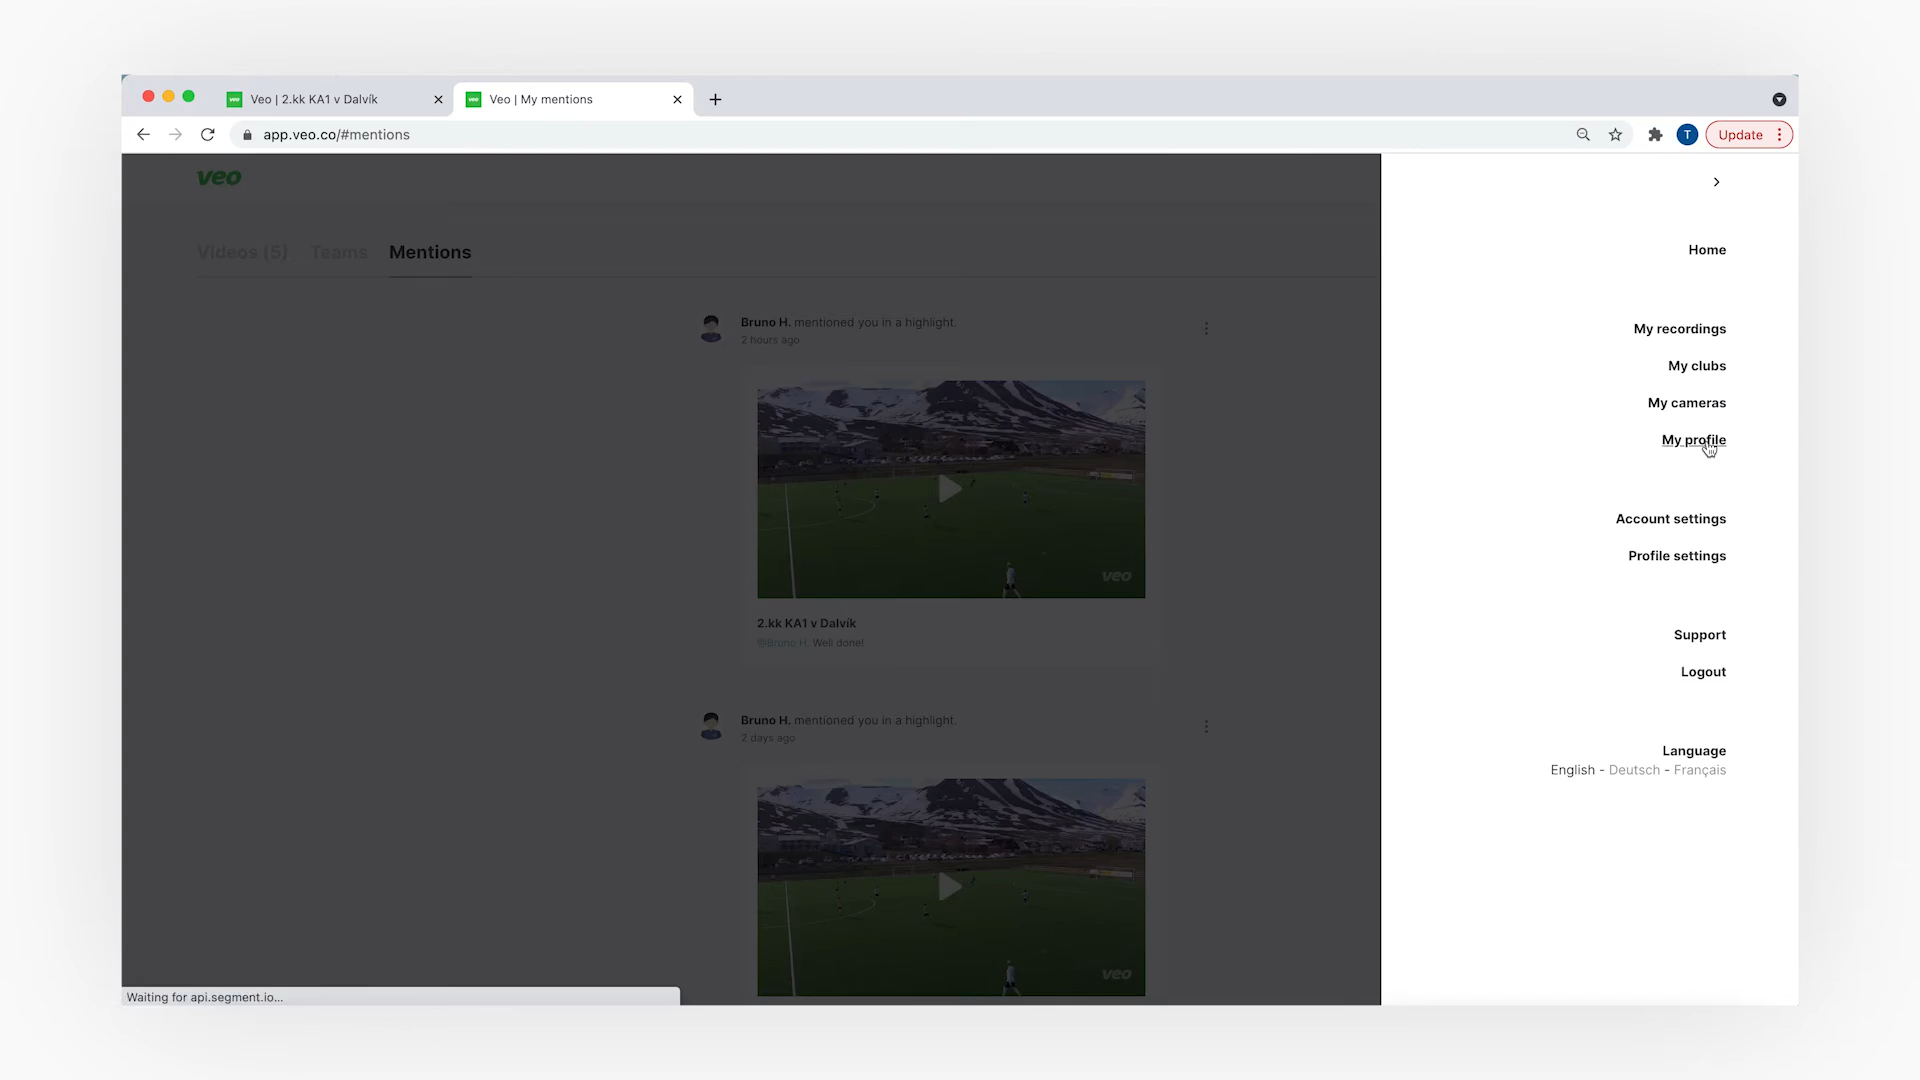 Veo | 2.kk KA1 v Dalvík
Veo | My mentions
app.veo.co/#mentions
T
Update
veo
Videos (5) Teams Mentions
Bruno H. mentioned you in a highlight.
2 hours ago
veo
2.kk KA1 v Dalvík
@Bruno H. Well done!
Bruno H. mentioned you in a highlight.
2 days ago
veo
Home
My recordings
My clubs
My cameras
My profile
Account settings
Profile settings
Support
Logout
Language
English - Deutsch - Français
Waiting for api.segment.io...